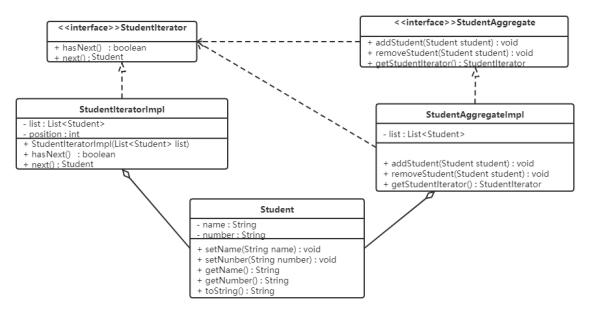 <<interface>>StudentIterator
+ hasNext() : boolean
+ next() : Student
<<interface>>StudentAggregate
+ addStudent(Student student) : void
+ removeStudent(Student student) : void
+ getStudentIterator() : StudentIterator
StudentIteratorImpl
- list : List<Student>
- position : int
+ StudentIteratorImpl(List<Student> list)
+ hasNext() : boolean
+ next() : Student
StudentAggregateImpl
- list : List<Student>
+ addStudent(Student student) : void
+ removeStudent(Student student) : void
+ getStudentIterator() : StudentIterator
Student
- name : String
- number : String
+ setName(String name) : void
+ setNunber(String number) : void
+ getName() : String
+ getNumber() : String
+ toString() : String